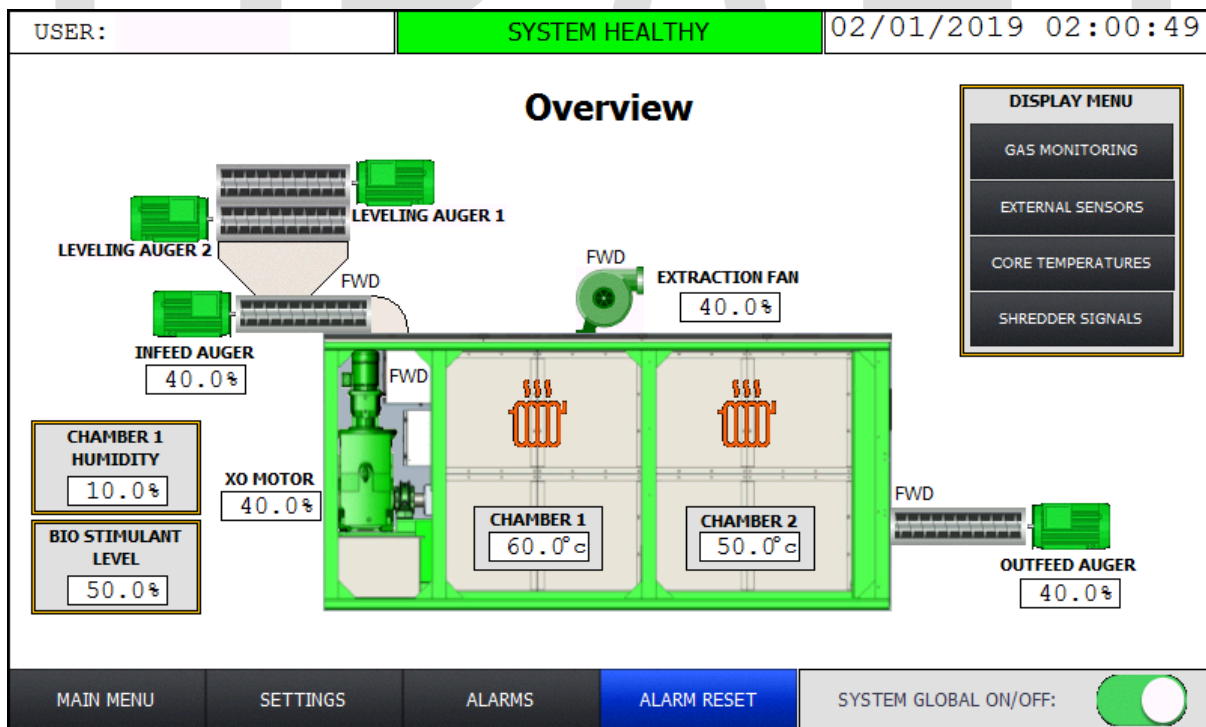 USER:
SYSTEM HEALTHY
02/01/2019 02:00:49
Overview
DISPLAY MENU
GAS MONITORING
EXTERNAL SENSORS
CORE TEMPERATURES
SHREDDER SIGNALS
LEVELING AUGER 1
LEVELING AUGER 2
FWD
INFEED AUGER
40.0%
FWD
EXTRACTION FAN
40.0%
FWD
CHAMBER 1
HUMIDITY
10.0%
BIO STIMULANT
LEVEL
50.0%
XO MOTOR
40.0%
CHAMBER 1
60.0°c
CHAMBER 2
50.0°c
FWD
OUTFEED AUGER
40.0%
MAIN MENU
SETTINGS
ALARMS
ALARM RESET
SYSTEM GLOBAL ON/OFF: